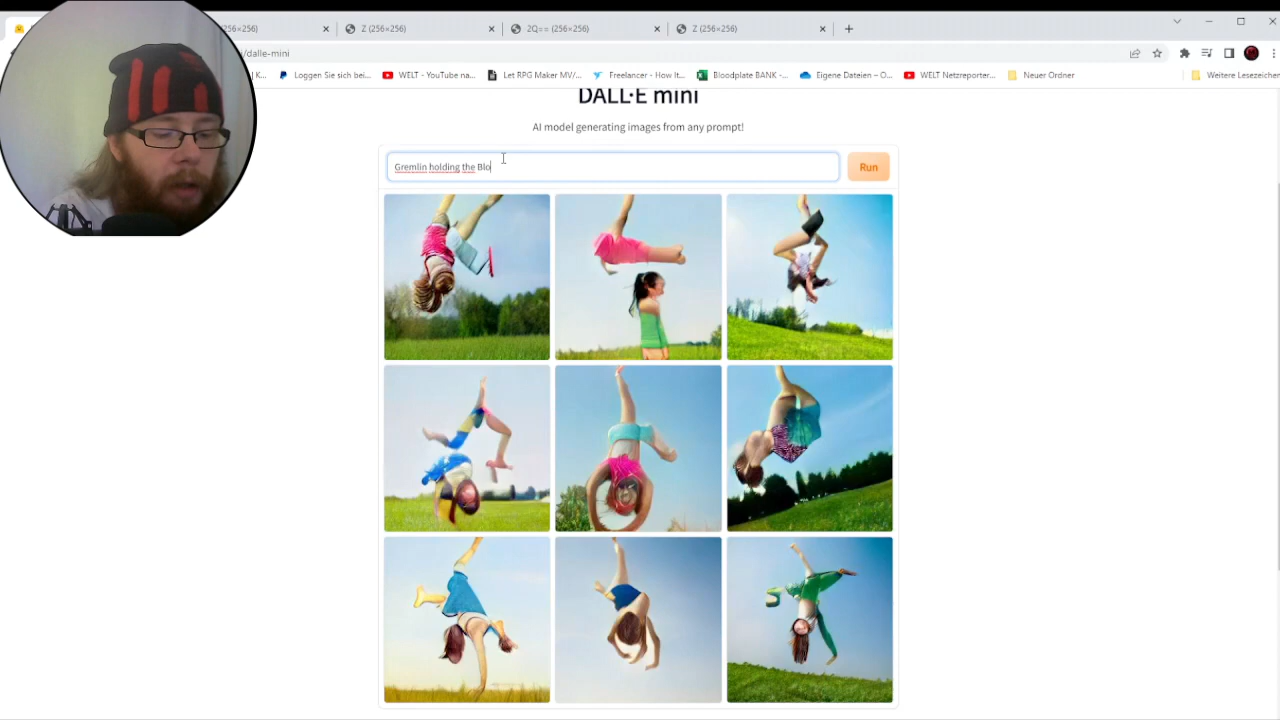 (256×256)
Z (256×256)
2Q== (256×256)
Z (256×256)
/dalle-mini
K...
Loggen Sie sich bei...
WELT - YouTube na...
Let RPG Maker MV/...
Freelancer - How It...
Bloodplate BANK -...
Eigene Dateien – O...
WELT Netzreporter...
Neuer Ordner
Weitere Lesezeichen
DALL·E mini
AI model generating images from any prompt!
Gremlin holding the Blo
Run